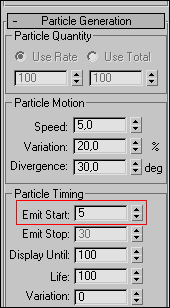 - Particle Generation
Particle Quantity
Use Rate Use Total
100 100
Particle Motion
Speed: 5,0
Variation: 20,0 %
Divergence: 30,0 deg
Particle Timing
Emit Start: 5
Emit Stop: 30
Display Until: 100
Life: 100
Variation: 0